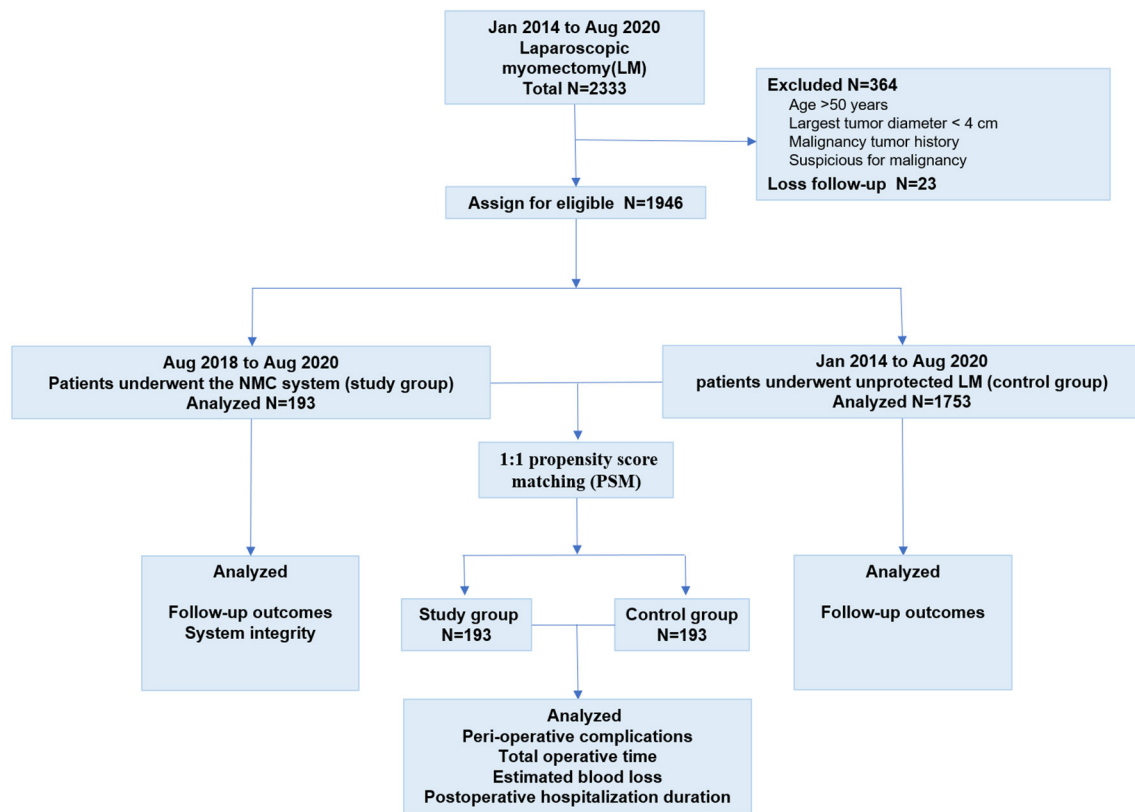 Jan 2014 to Aug 2020
Laparoscopic
myomectomy(LM)
Total N=2333
Excluded N=364
Age >50 years
Largest tumor diameter < 4 cm
Malignancy tumor history
Suspicious for malignancy
Loss follow-up N=23
Assign for eligible N=1946
Aug 2018 to Aug 2020
Patients underwent the NMC system (study group)
Analyzed N=193
Jan 2014 to Aug 2020
patients underwent unprotected LM (control group)
Analyzed N=1753
1:1 propensity score
matching (PSM)
Analyzed
Follow-up outcomes
System integrity
Study group
N=193
Control group
N=193
Analyzed
Follow-up outcomes
Analyzed
Peri-operative complications
Total operative time
Estimated blood loss
Postoperative hospitalization duration